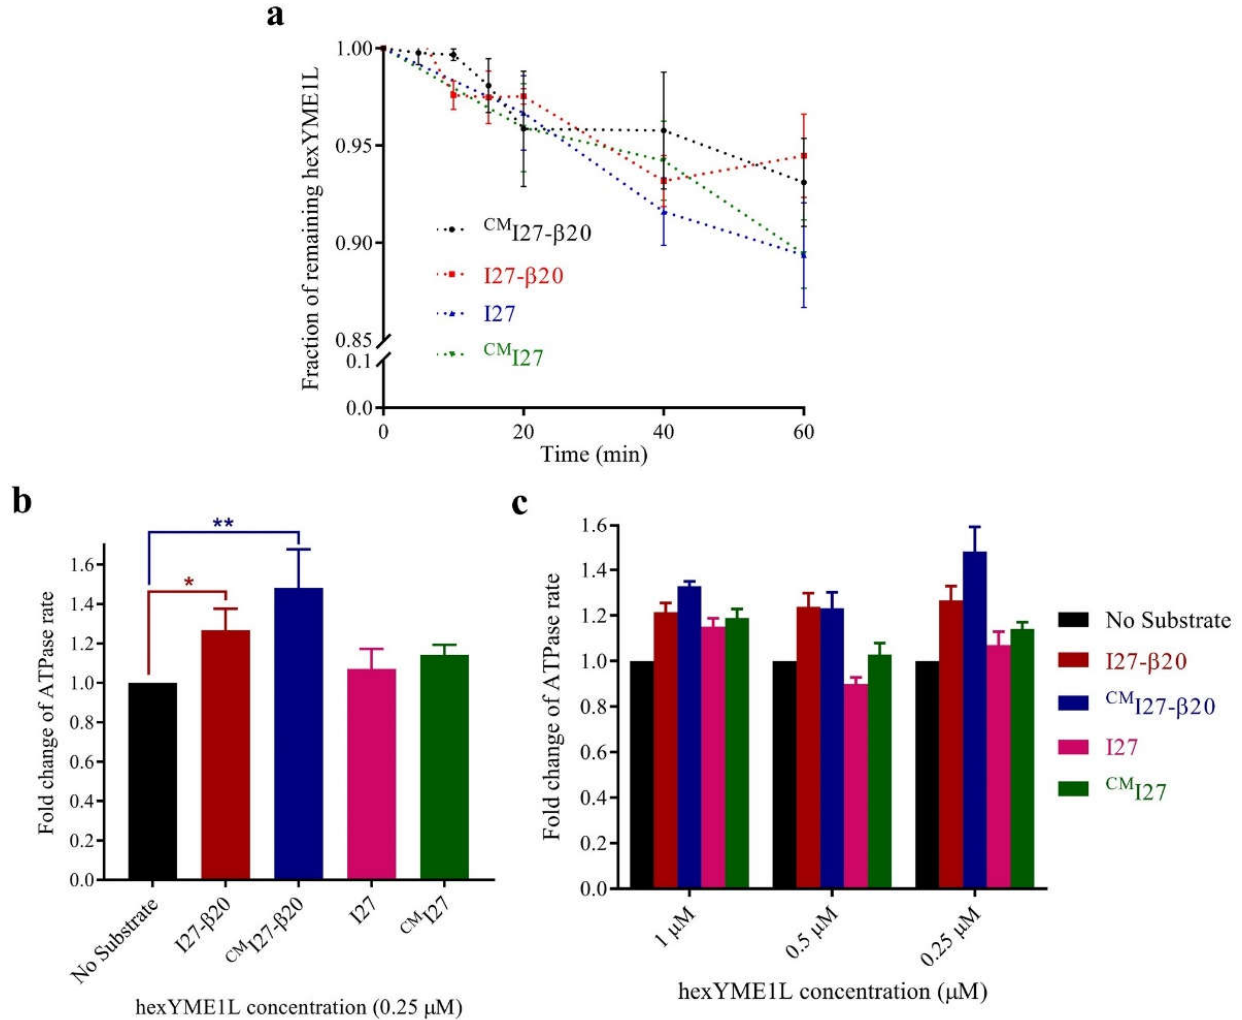 a
Fraction of remaining hexYME1L
1.00
0.95
0.90
0.85
0.1
0.0
CMI27-β20
I27-β20
I27
CMI27
0 20 40 60
Time (min)
b
Fold change of ATPase rate
1.6
1.4
1.2
1.0
0.8
0.6
0.4
0.2
0.0
**
*
No Substrate
I27-β20
CMI27-β20
I27
CMI27
hexYME1L concentration (0.25 μM)
c
Fold change of ATPase rate
1.6
1.4
1.2
1.0
0.8
0.6
0.4
0.2
0.0
1 μM
0.5 μM
0.25 μM
hexYME1L concentration (μM)
No Substrate
I27-β20
CMI27-β20
I27
CMI27